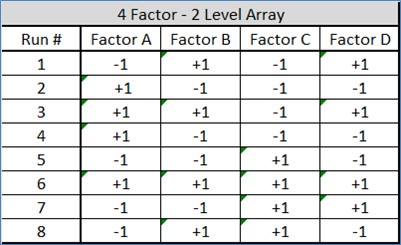 4 Factor - 2 Level Array
Run # Factor A Factor B Factor C Factor D
1 -1 +1 -1 +1
2 +1 -1 -1 -1
3 +1 +1 -1 +1
4 +1 -1 -1 -1
5 -1 -1 +1 -1
6 +1 +1 +1 +1
7 -1 -1 +1 +1
8 -1 +1 +1 -1